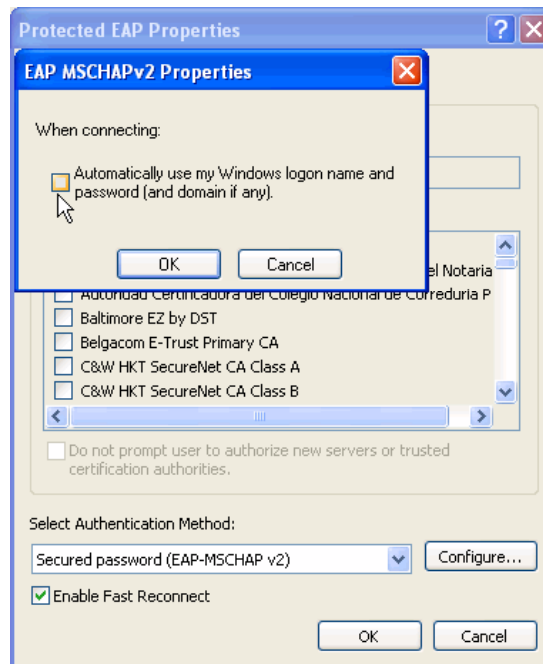 Protected EAP Properties
EAP MSCHAPv2 Properties
When connecting:
Automatically use my Windows logon name and
password (and domain if any).
OK
Cancel
el Notaria
Autoridad Certificadora del Colegio Nacional de Correduria P
Baltimore EZ by DST
Belgacom E-Trust Primary CA
C&W HKT SecureNet CA Class A
C&W HKT SecureNet CA Class B
Do not prompt user to authorize new servers or trusted
certification authorities.
Select Authentication Method:
Secured password (EAP-MSCHAP v2)
Configure...
Enable Fast Reconnect
OK
Cancel